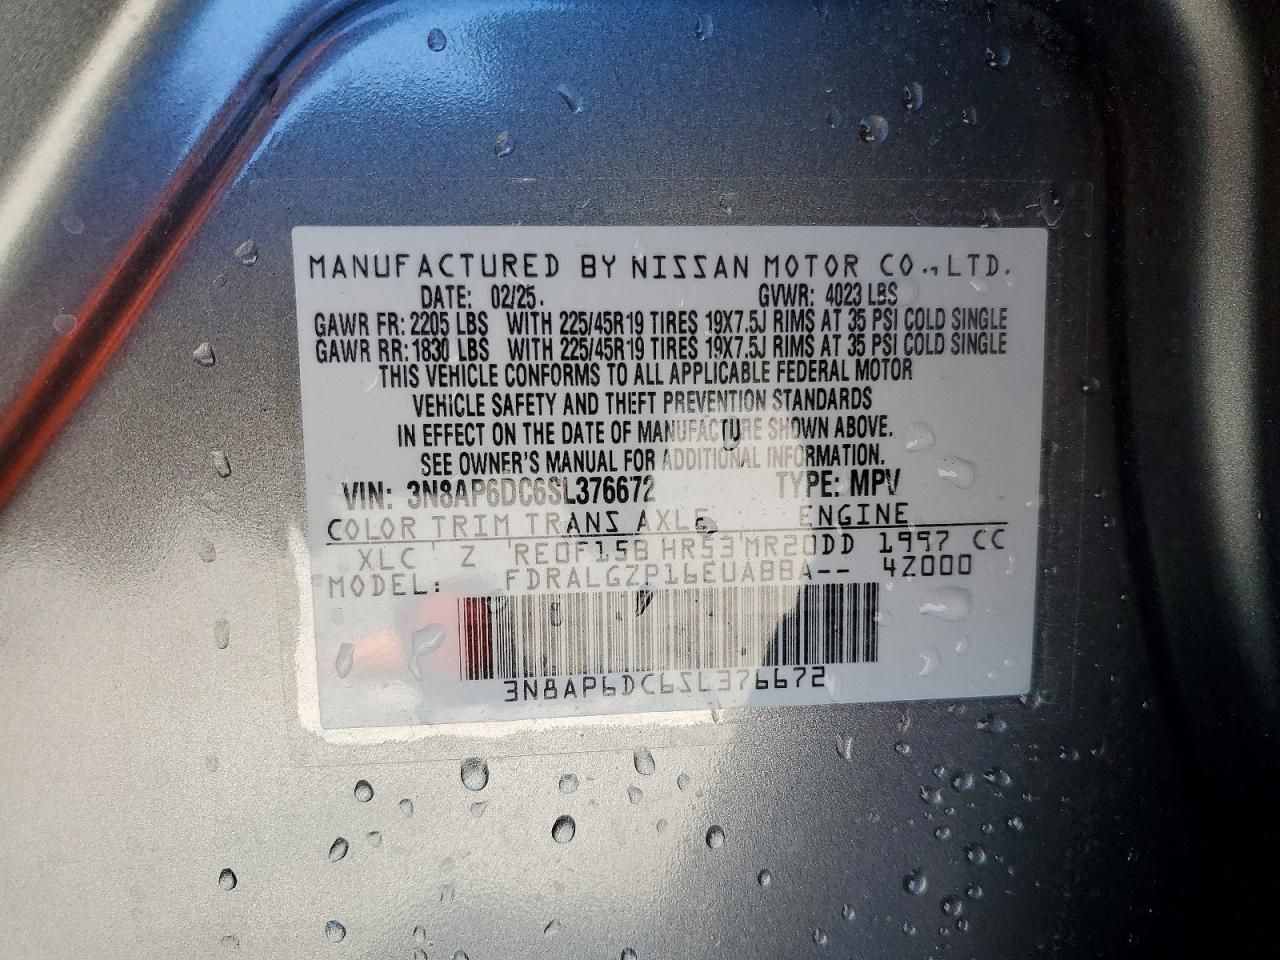 MANUFACTURED BY NISSAN MOTOR CO., LTD.
DATE: 02/25. GVWR: 4023 LBS
GAWR FR: 2205 LBS WITH 225/45R19 TIRES 19X7.5J RIMS AT 35 PSI COLD SINGLE
GAWR RR: 1830 LBS WITH 225/45R19 TIRES 19X7.5J RIMS AT 35 PSI COLD SINGLE
THIS VEHICLE CONFORMS TO ALL APPLICABLE FEDERAL MOTOR
VEHICLE SAFETY AND THEFT PREVENTION STANDARDS
IN EFFECT ON THE DATE OF MANUFACTURE SHOWN ABOVE.
SEE OWNER'S MANUAL FOR ADDITIONAL INFORMATION.
VIN: 3N8AP6DC6SL376672 TYPE: MPV
COLOR TRIM TRANS AXLE ENGINE
XLC Z RE0F15B HR53 MR20DD 1997 CC
MODEL: FDRALGZP16EUABBA-- 4Z000
3N8AP6DC6SL376672